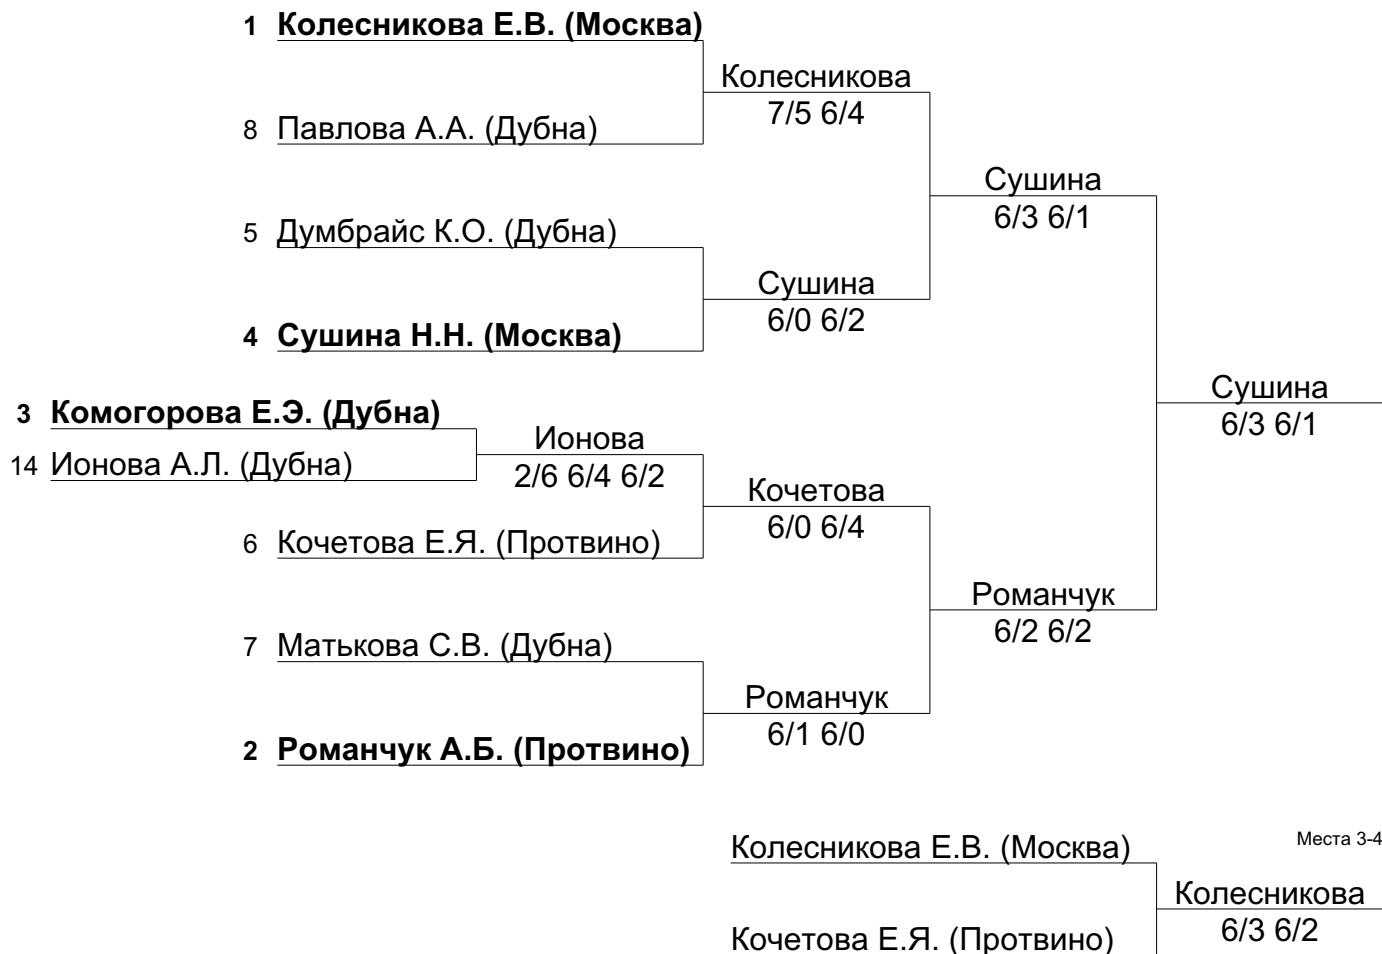 1 Колесникова Е.В. (Москва)
Колесникова
7/5 6/4
8 Павлова А.А. (Дубна)
Сушина
6/3 6/1
5 Думбрайс К.О. (Дубна)
Сушина
6/0 6/2
4 Сушина Н.Н. (Москва)
Сушина
6/3 6/1
3 Комогорова Е.Э. (Дубна)
Ионова
2/6 6/4 6/2
14 Ионова А.Л. (Дубна)
Кочетова
6/0 6/4
6 Кочетова Е.Я. (Протвино)
Романчук
6/2 6/2
7 Матькова С.В. (Дубна)
Романчук
6/1 6/0
2 Романчук А.Б. (Протвино)
Места 3-4
Колесникова Е.В. (Москва)
Колесникова
6/3 6/2
Кочетова Е.Я. (Протвино)